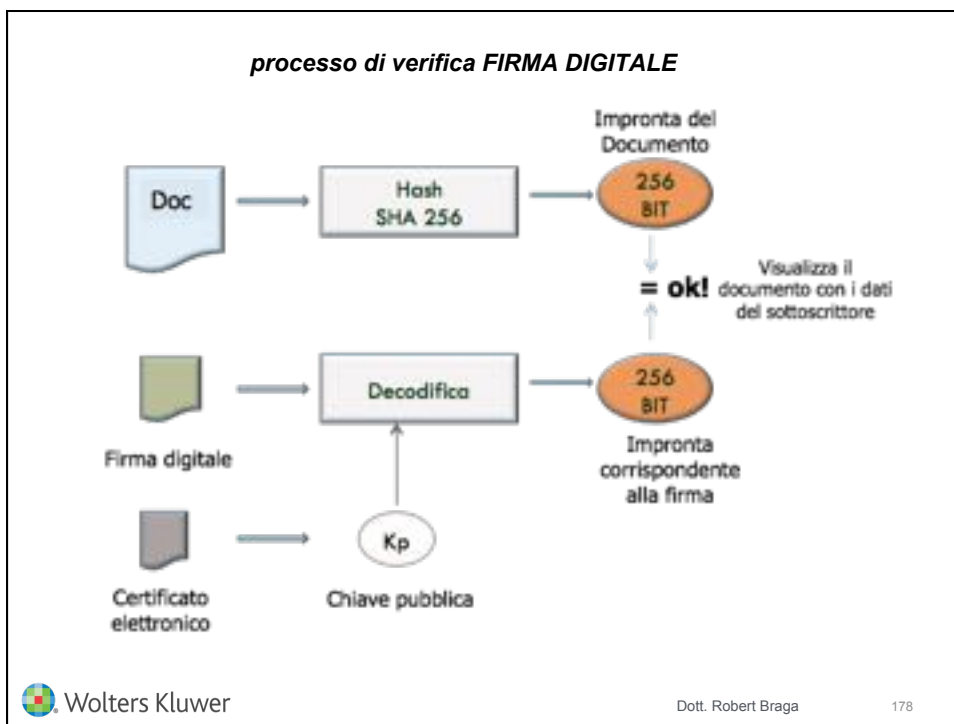 processo di verifica FIRMA DIGITALE
Impronta del
Documento
Doc
Hash
SHA 256
256
BIT
= ok!
Visualizza il
documento con i dati
del sottoscrittore
Decodifica
256
BIT
Firma digitale
Impronta
corrispondente
alla firma
Kp
Certificato
elettronico
Chiave pubblica
Wolters Kluwer
Dott. Robert Braga
178